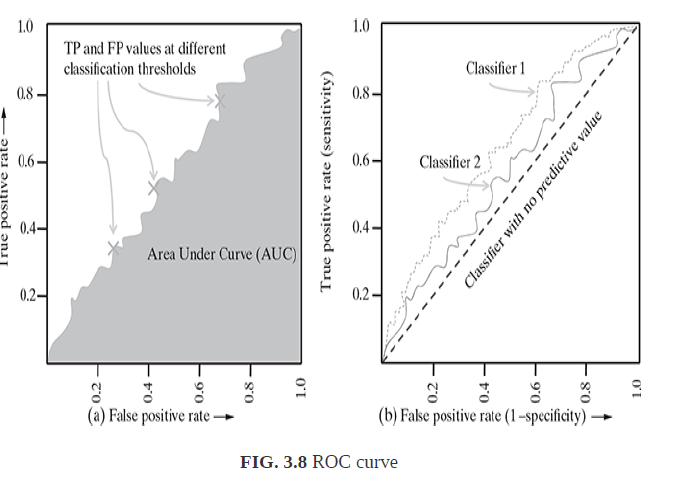 1.0
TP and FP values at different
classification thresholds
0.8
0.6
0.4
0.2
True positive rate
Area Under Curve (AUC)
0.2
0.4
0.6
0.8
1.0
(a) False positive rate
1.0
0.8
0.6
0.4
0.2
True positive rate (sensitivity)
Classifier 1
Classifier 2
Classifier with no predictive value
0.2
0.4
0.6
0.8
1.0
(b) False positive rate (1–specificity)
FIG. 3.8 ROC curve